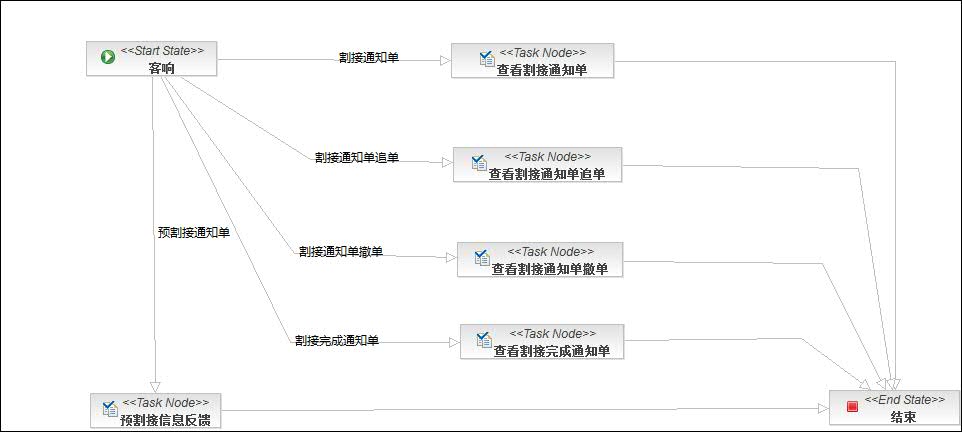 <<Start State>>
客响
割接通知单
<<Task Node>>
查看割接通知单
割接通知单追单
<<Task Node>>
查看割接通知单追单
预割接通知单
割接通知单撤单
<<Task Node>>
查看割接通知单撤单
割接完成通知单
<<Task Node>>
查看割接完成通知单
<<Task Node>>
预割接信息反馈
<<End State>>
结束